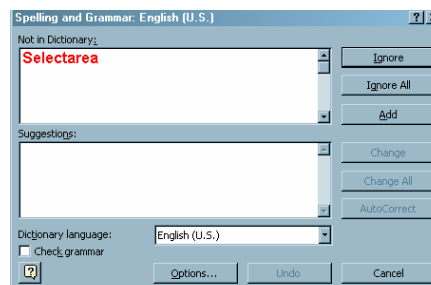 Spelling and Grammar: English (U.S.)
Not in Dictionary:
Selectarea
Ignore
Ignore All
Add
Suggestions:
Change
Change All
AutoCorrect
Dictionary language:
English (U.S.)
Check grammar
Options...
Undo
Cancel